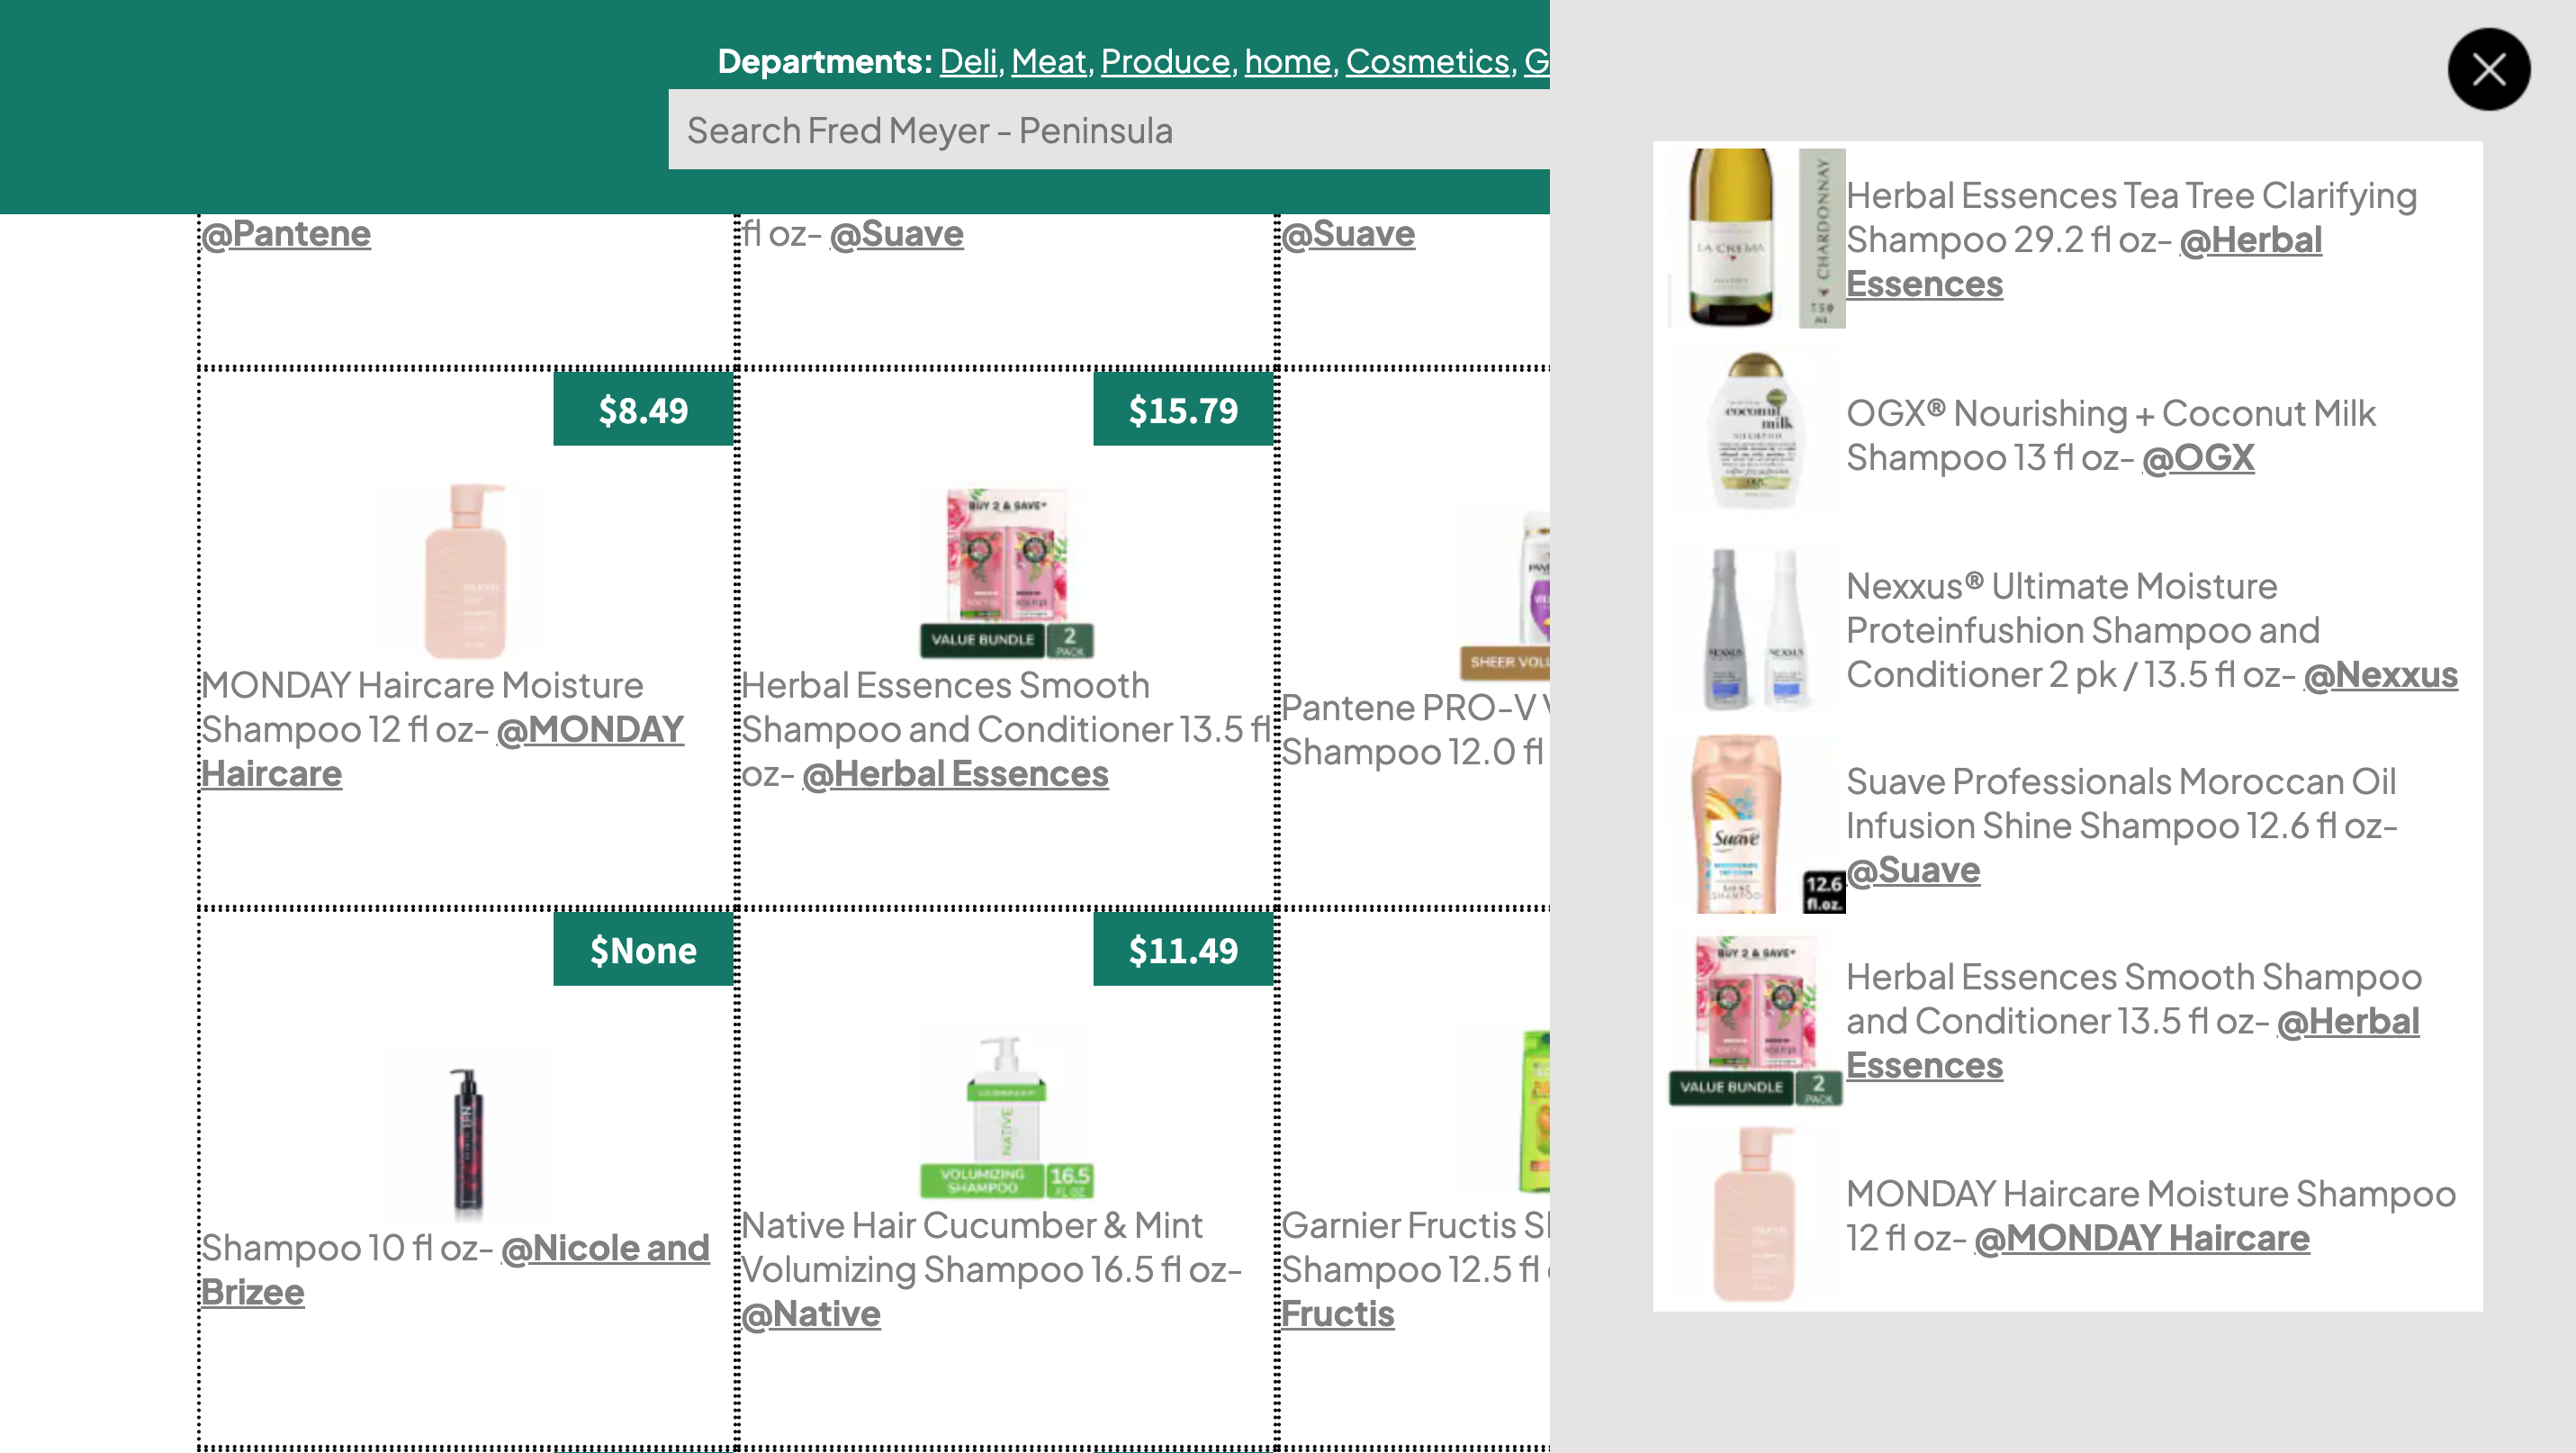 Departments: Deli, Meat, Produce, home, Cosmetics, G
Search Fred Meyer - Peninsula
@Pantene
fl oz- @Suave
@Suave
$8.49
MONDAY Haircare Moisture
Shampoo 12 fl oz- @MONDAY
Haircare
$15.79
BUY 2 & SAVE+
VALUE BUNDLE 2
PACK
Herbal Essences Smooth
Shampoo and Conditioner 13.5 fl
oz- @Herbal Essences
SHEER VOLU
Pantene PRO-V V
Shampoo 12.0 fl
$None
Shampoo 10 fl oz- @Nicole and
Brizee
$11.49
NATIVE
VOLUMIZING
SHAMPOO
16.5
FL OZ
Native Hair Cucumber & Mint
Volumizing Shampoo 16.5 fl oz-
@Native
Garnier Fructis S
Shampoo 12.5 fl
Fructis
LA CREMA
CHARDONNAY
750
ML
Herbal Essences Tea Tree Clarifying
Shampoo 29.2 fl oz- @Herbal
Essences
coconut
milk
SHAMPOO
OGX® Nourishing + Coconut Milk
Shampoo 13 fl oz- @OGX
NEXXUS NEXXUS
Nexxus® Ultimate Moisture
Proteinfushion Shampoo and
Conditioner 2 pk / 13.5 fl oz- @Nexxus
Suave
SHINE
SHAMPOO
12.6
fl.oz.
Suave Professionals Moroccan Oil
Infusion Shine Shampoo 12.6 fl oz-
@Suave
BUY 2 & SAVE+
VALUE BUNDLE 2
PACK
Herbal Essences Smooth Shampoo
and Conditioner 13.5 fl oz- @Herbal
Essences
MONDAY Haircare Moisture Shampoo
12 fl oz- @MONDAY Haircare